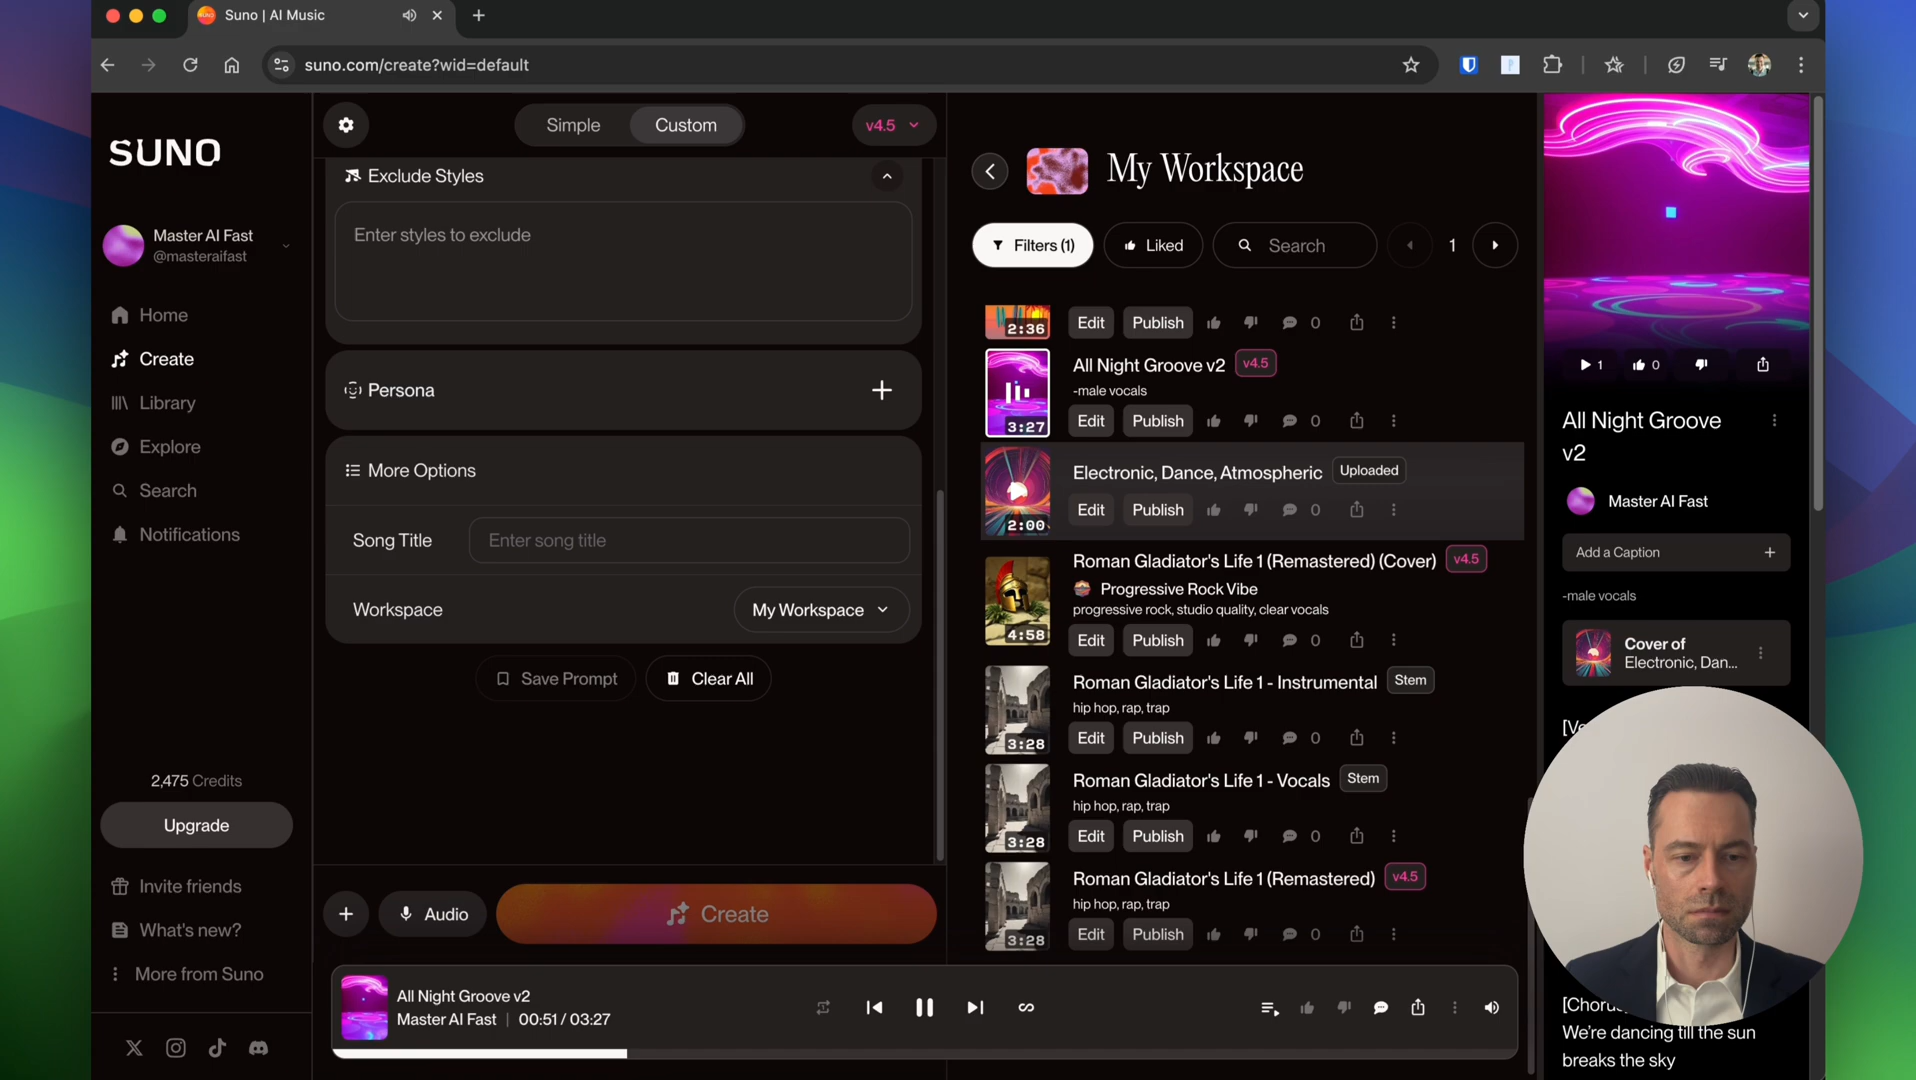 Suno | AI Music
suno.com/create?wid=default
SUNO
Master AI Fast
@masteraifast
Home
Create
Library
Explore
Search
Notifications
2,475 Credits
Upgrade
Invite friends
What's new?
More from Suno
Simple
Custom
v4.5
Exclude Styles
Enter styles to exclude
Persona
More Options
Song Title
Enter song title
Workspace
My Workspace
Save Prompt
Clear All
Audio
Create
My Workspace
Filters (1)
Liked
Search
1
2:36
Edit
Publish
0
All Night Groove v2
v4.5
-male vocals
3:27
Edit
Publish
0
Electronic, Dance, Atmospheric
Uploaded
2:00
Edit
Publish
0
Roman Gladiator's Life 1 (Remastered) (Cover)
v4.5
Progressive Rock Vibe
progressive rock, studio quality, clear vocals
4:58
Edit
Publish
0
Roman Gladiator's Life 1 - Instrumental
Stem
hip hop, rap, trap
3:28
Edit
Publish
0
Roman Gladiator's Life 1 - Vocals
Stem
hip hop, rap, trap
3:28
Edit
Publish
0
Roman Gladiator's Life 1 (Remastered)
v4.5
hip hop, rap, trap
3:28
Edit
Publish
0
1
0
All Night Groove
v2
Master AI Fast
Add a Caption
-male vocals
Cover of
Electronic, Dan...
[Chorus
We're dancing till the sun
breaks the sky
All Night Groove v2
Master AI Fast
00:51 / 03:27